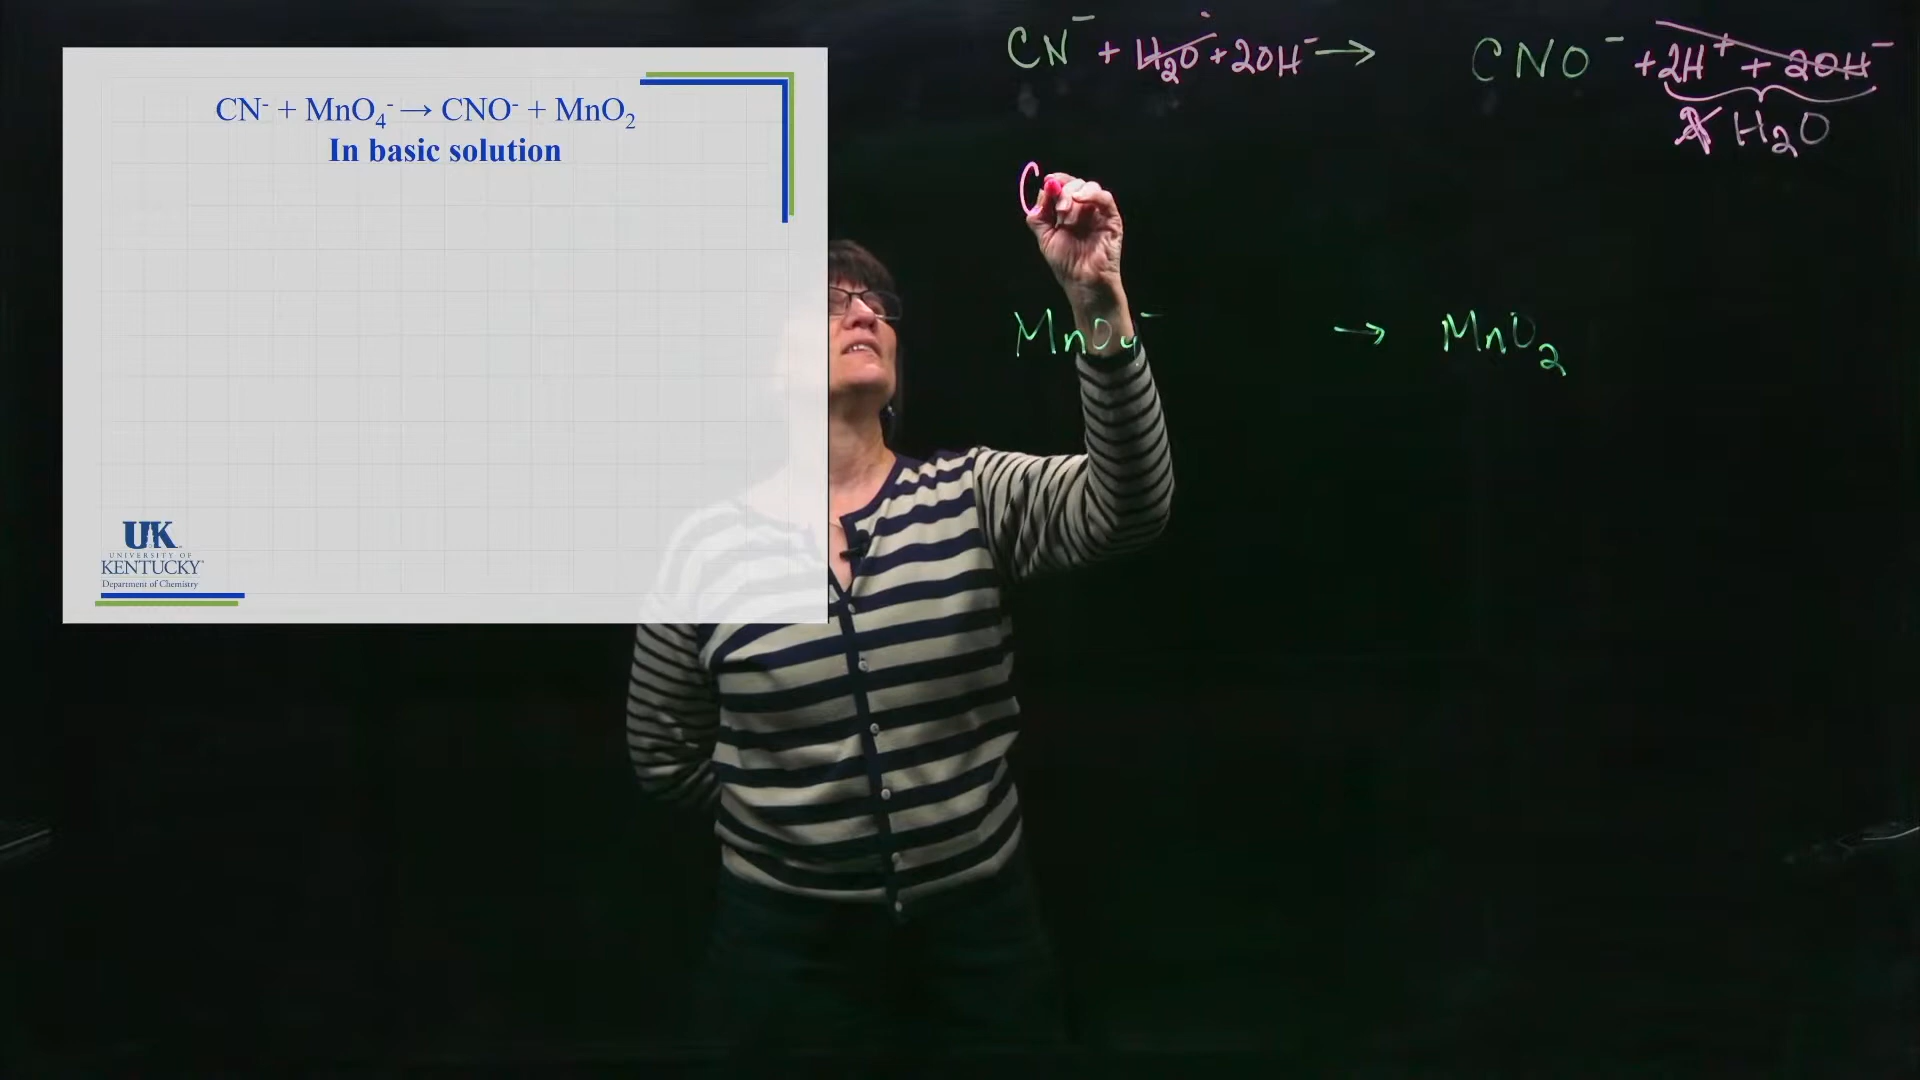 CN⁻ + MnO₄⁻ → CNO⁻ + MnO₂
In basic solution
UK
UNIVERSITY OF
KENTUCKY
Department of Chemistry
CN⁻ + H₂O + 2OH⁻ → CNO⁻ + 2H⁺ + 2OH⁻
2 H₂O
C
MnO₄⁻ → MnO₂